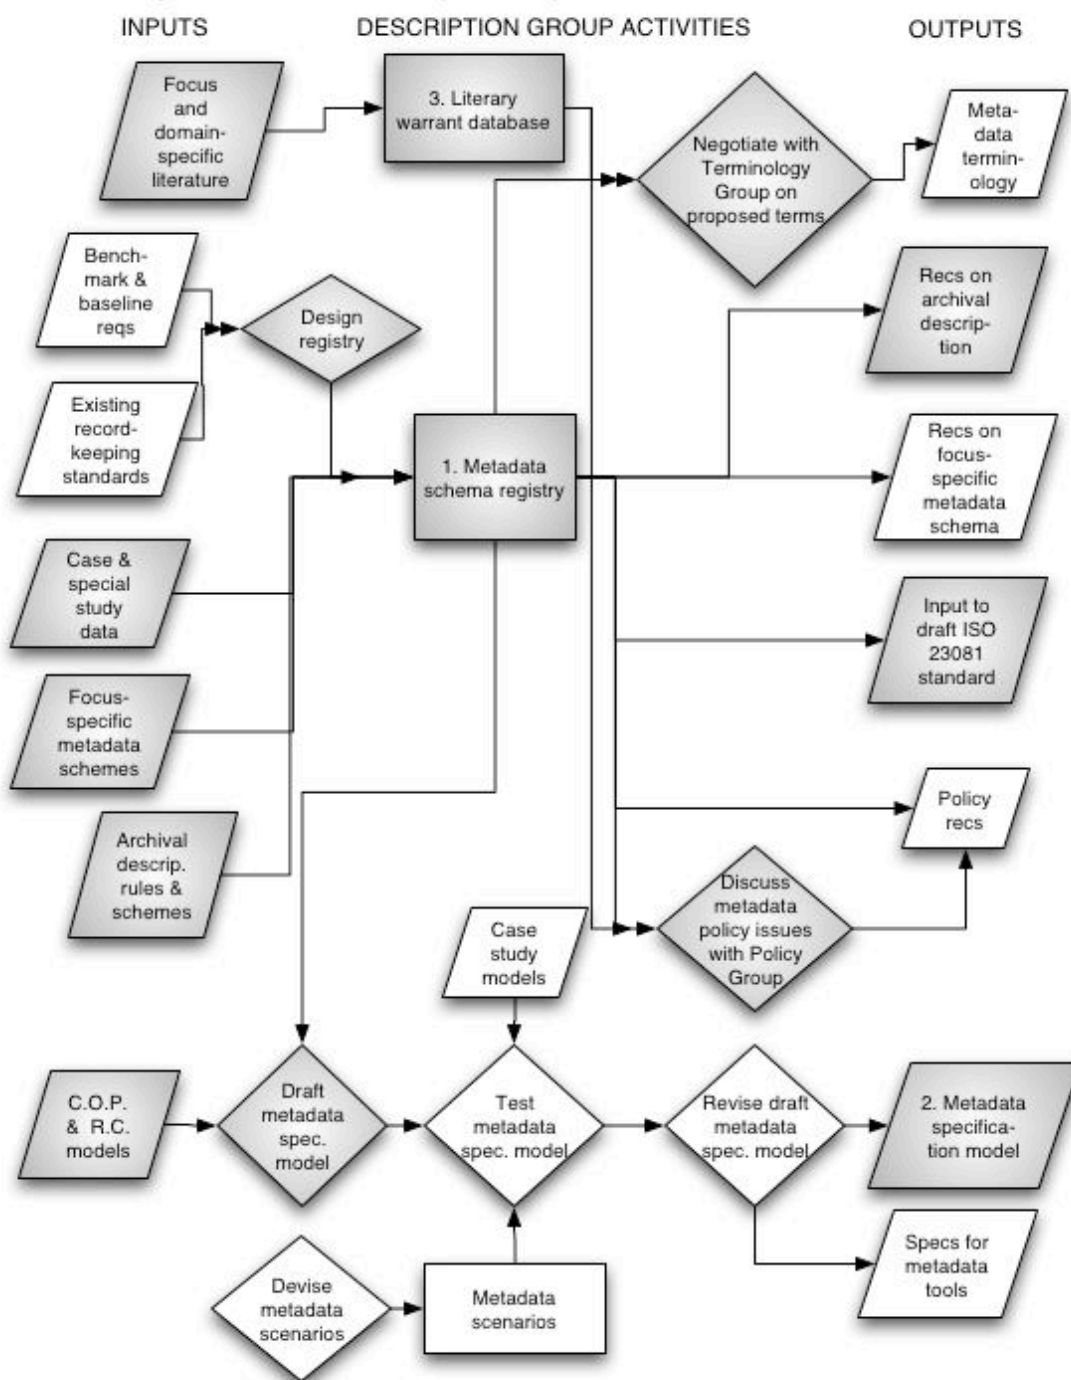 INPUTS
DESCRIPTION GROUP ACTIVITIES
OUTPUTS
Focus
and
domain-
specific
literature
3. Literary
warrant database
Negotiate with
Terminology
Group on
proposed terms
Meta-
data
termin-
ology
Bench-
mark &
baseline
reqs
Design
registry
Recs on
archival
descrip-
tion
Existing
record-
keeping
standards
1. Metadata
schema registry
Recs on
focus-
specific
metadata
schema
Case &
special
study
data
Input to
draft ISO
23081
standard
Focus-
specific
metadata
schemes
Policy
recs
Archival
descrip.
rules &
schemes
Discuss
metadata
policy issues
with Policy
Group
Case
study
models
C.O.P.
& R.C.
models
Draft
metadata
spec.
model
Test
metadata
spec. model
Revise draft
metadata
spec. model
2. Metadata
specifica-
tion model
Specs for
metadata
tools
Devise
metadata
scenarios
Metadata
scenarios